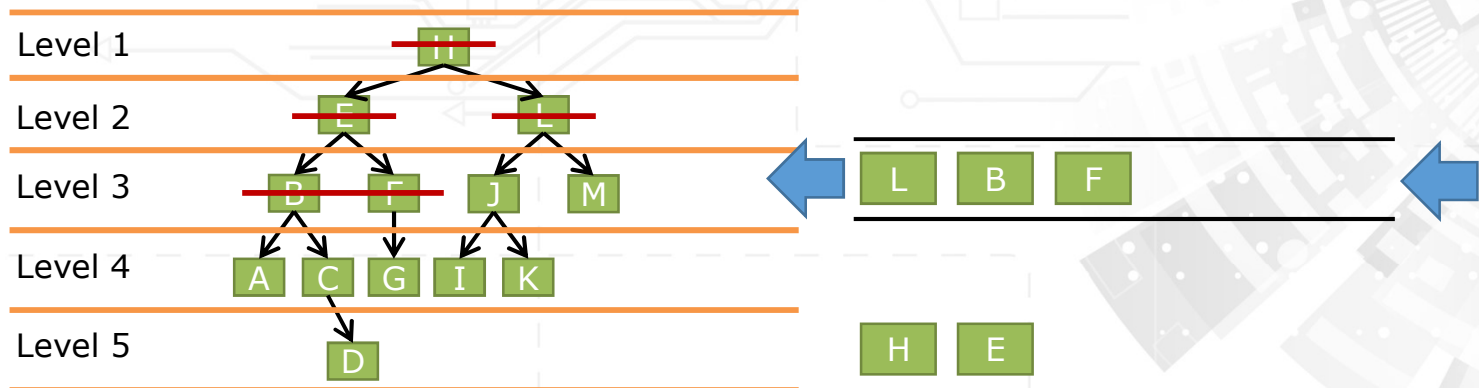 Level 1
H
Level 2
E L
L B F
Level 3
B F J M
Level 4
A C G I K
Level 5
D
H E